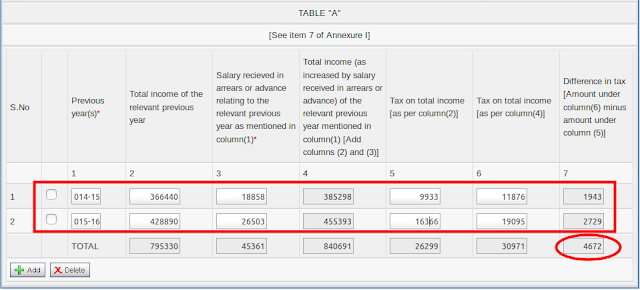 TABLE "A"
[See item 7 of Annexure I]
S.No
Previous
year(s)*
Total income of the
relevant previous
year
Salary recieved in
arrears or advance
relating to the
relevant previous
year as mentioned in
column(1)*
Total income (as
increased by salary
received in arrears or
advance) of the
relevant previous
year mentioned in
column(1) [Add
columns (2) and (3)]
Tax on total income
[as per column(2)]
Tax on total income
[as per column(4)]
Difference in tax
[Amount under
column(6) minus
amount under
column (5)]
1 2 3 4 5 6 7
1 014-15 366440 18858 385298 9933 11876 1943
2 015-16 428890 26503 455393 16366 19095 2729
TOTAL 795330 45361 840691 26299 30971 4672
Add Delete